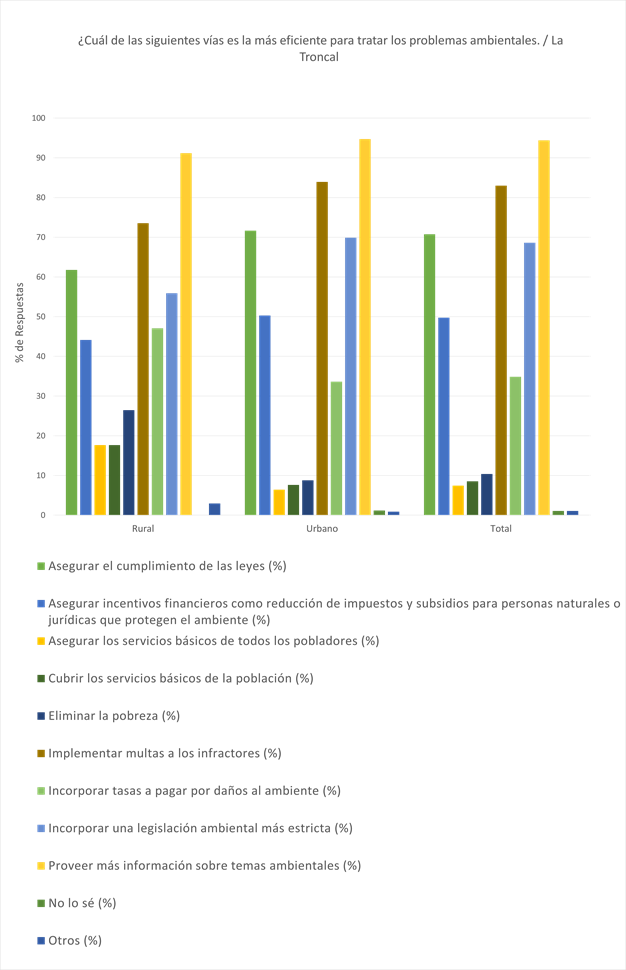 ¿Cuál de las siguientes vías es la más eficiente para tratar los problemas ambientales. / La
Troncal
100
90
80
70
60
50
40
30
20
10
0
% de Respuestas
Rural
Urbano
Total
Asegurar el cumplimiento de las leyes (%)
Asegurar incentivos financieros como reducción de impuestos y subsidios para personas naturales o
jurídicas que protegen el ambiente (%)
Asegurar los servicios básicos de todos los pobladores (%)
Cubrir los servicios básicos de la población (%)
Eliminar la pobreza (%)
Implementar multas a los infractores (%)
Incorporar tasas a pagar por daños al ambiente (%)
Incorporar una legislación ambiental más estricta (%)
Proveer más información sobre temas ambientales (%)
No lo sé (%)
Otros (%)